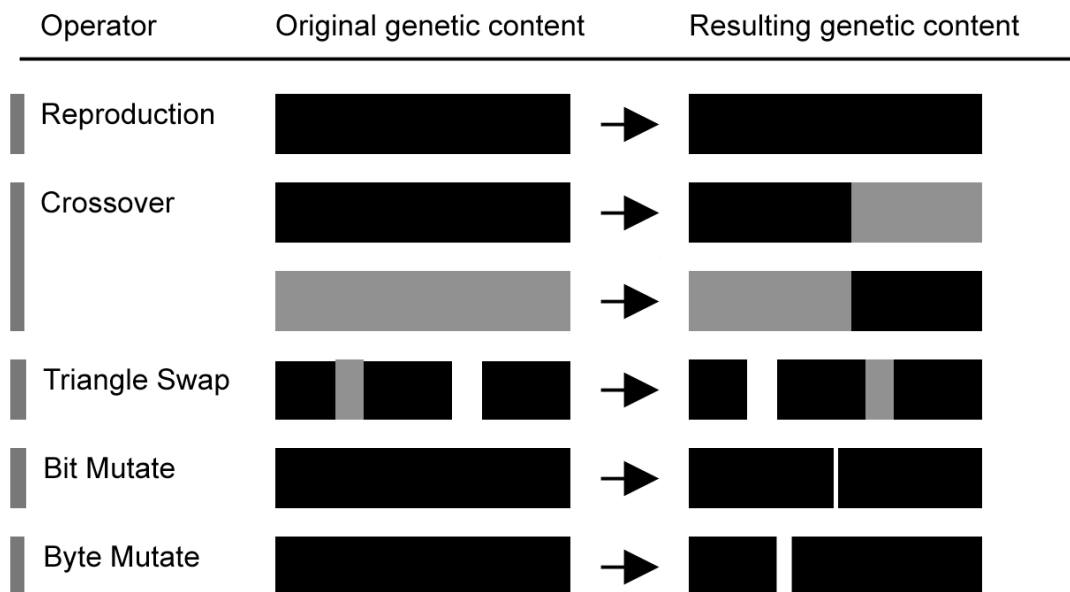 Operator Original genetic content Resulting genetic content
Reproduction
Crossover
Triangle Swap
Bit Mutate
Byte Mutate